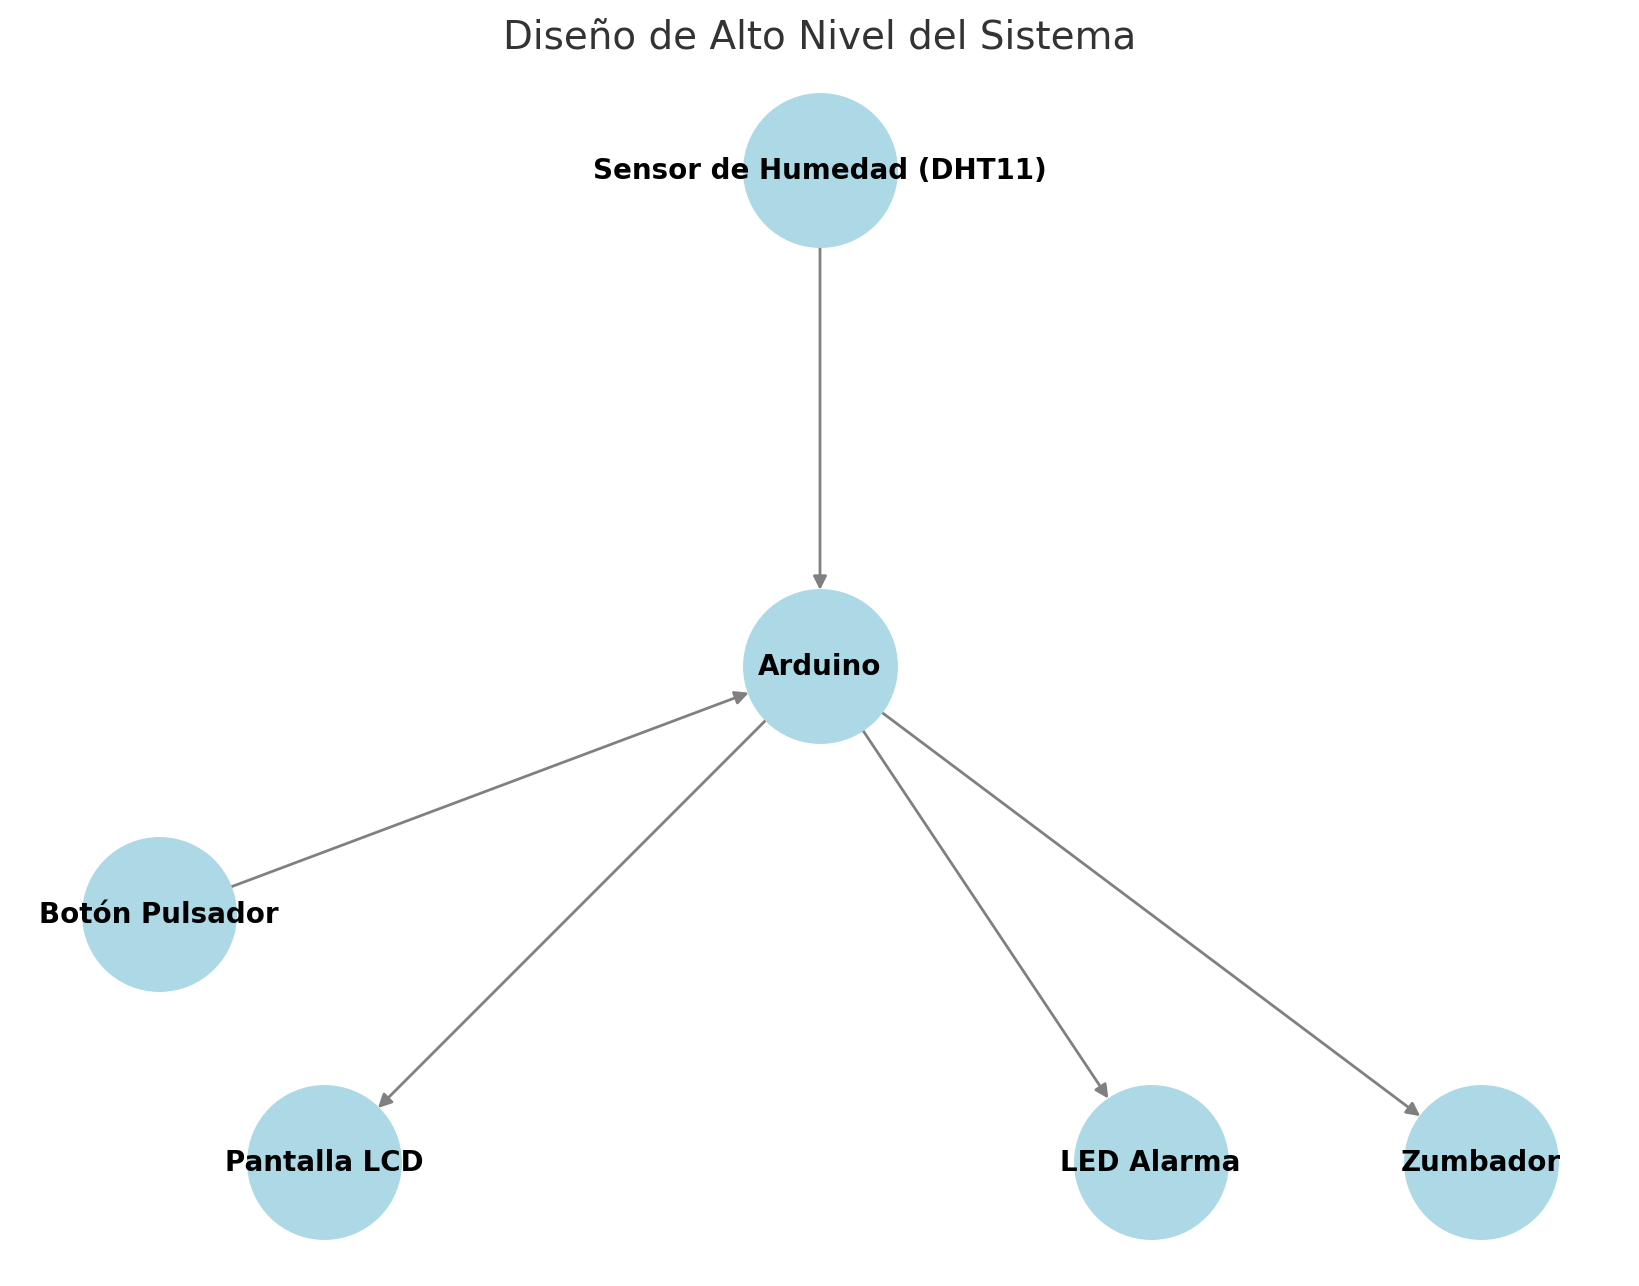 Diseño de Alto Nivel del Sistema
Sensor de Humedad (DHT11)
Arduino
Botón Pulsador
Pantalla LCD
LED Alarma
Zumbador